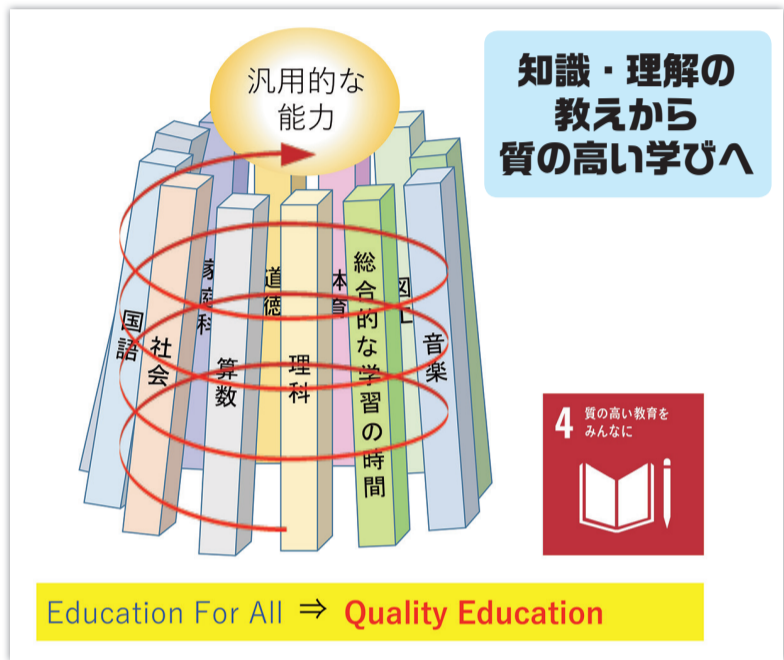 汎用的な
能力
知識・理解の
教えから
質の高い学びへ
国語
社会
家庭科
算数
道徳
理科
体育
総合的な学習の時間
図工
音楽
4 質の高い教育を
みんなに
Education For All ⇒ Quality Education